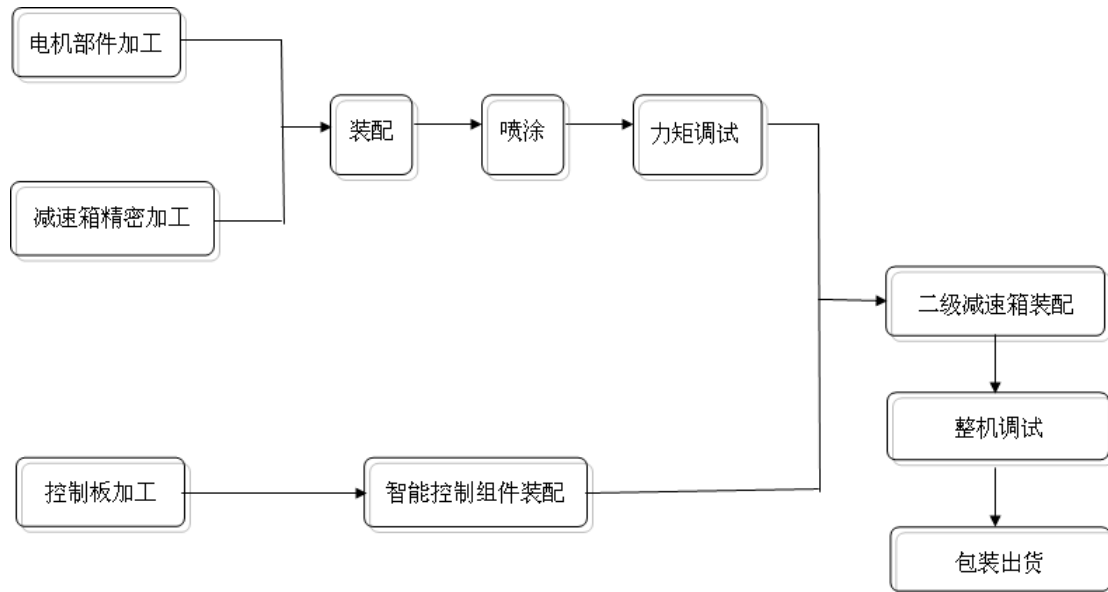 电机部件加工
减速箱精密加工
装配
喷涂
力矩调试
控制板加工
智能控制组件装配
二级减速箱装配
整机调试
包装出货